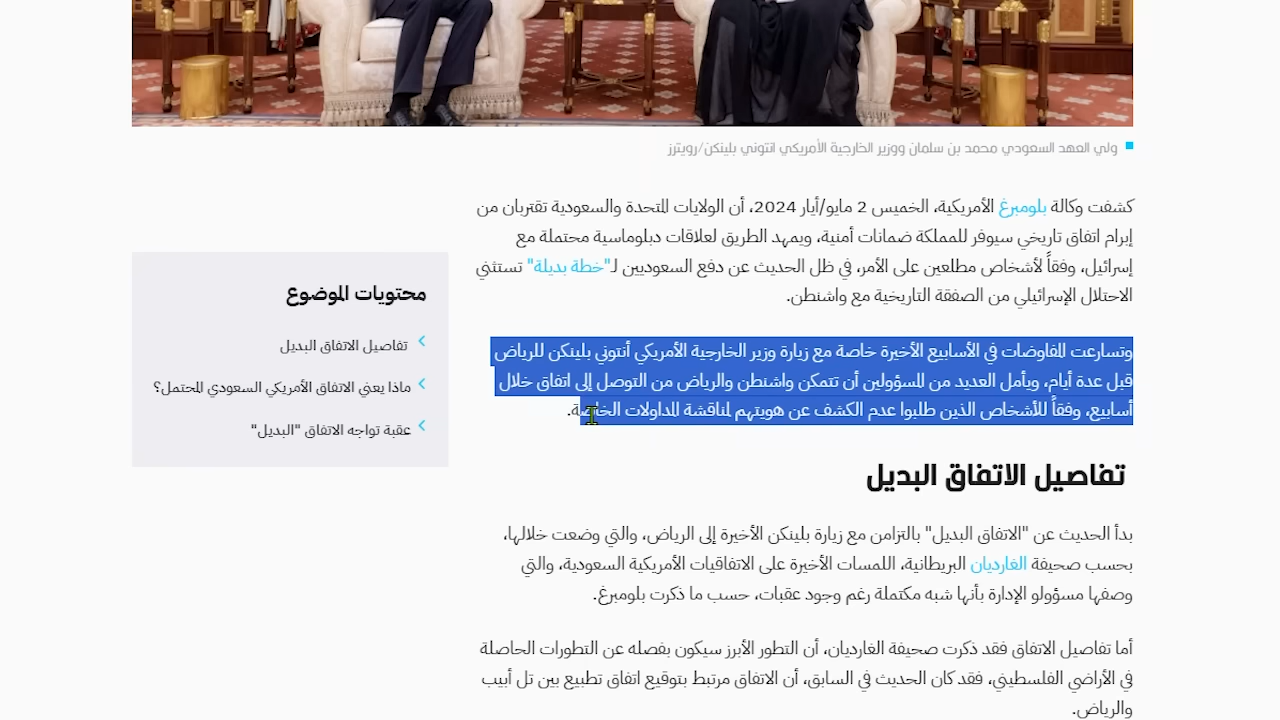 ولي العهد السعودي محمد بن سلمان ووزير الخارجية الأمريكي انتوني بلينكن/رويترز
كشفت وكالة بلومبرغ الأمريكية، الخميس 2 مايو/أيار 2024، أن الولايات المتحدة والسعودية تقتربان من
إبرام اتفاق تاريخي سيوفر للمملكة ضمانات أمنية، ويمهد الطريق لعلاقات دبلوماسية محتملة مع
إسرائيل، وفقاً لأشخاص مطلعين على الأمر، في ظل الحديث عن دفع السعوديين لـ"خطة بديلة" تستثني
الاحتلال الإسرائيلي من الصفقة التاريخية مع واشنطن.
وتسارعت المفاوضات في الأسابيع الأخيرة خاصة مع زيارة وزير الخارجية الأمريكي أنتوني بلينكن للرياض
قبل عدة أيام، ويأمل العديد من المسؤولين أن تتمكن واشنطن والرياض من التوصل إلى اتفاق خلال
أسابيع، وفقاً للأشخاص الذين طلبوا عدم الكشف عن هويتهم لمناقشة المداولات الخاصة.
تفاصيل الاتفاق البديل
بدأ الحديث عن "الاتفاق البديل" بالتزامن مع زيارة بلينكن الأخيرة إلى الرياض، والتي وضعت خلالها،
بحسب صحيفة الغارديان البريطانية، اللمسات الأخيرة على الاتفاقيات الأمريكية السعودية، والتي
وصفها مسؤولو الإدارة بأنها شبه مكتملة رغم وجود عقبات، حسب ما ذكرت بلومبرغ.
أما تفاصيل الاتفاق فقد ذكرت صحيفة الغارديان، أن التطور الأبرز سيكون بفصله عن التطورات الحاصلة
في الأراضي الفلسطيني، فقد كان الحديث في السابق، أن الاتفاق مرتبط بتوقيع اتفاق تطبيع بين تل أبيب
والرياض.
محتويات الموضوع
تفاصيل الاتفاق البديل
ماذا يعني الاتفاق الأمريكي السعودي المحتمل؟
عقبة تواجه الاتفاق "البديل"